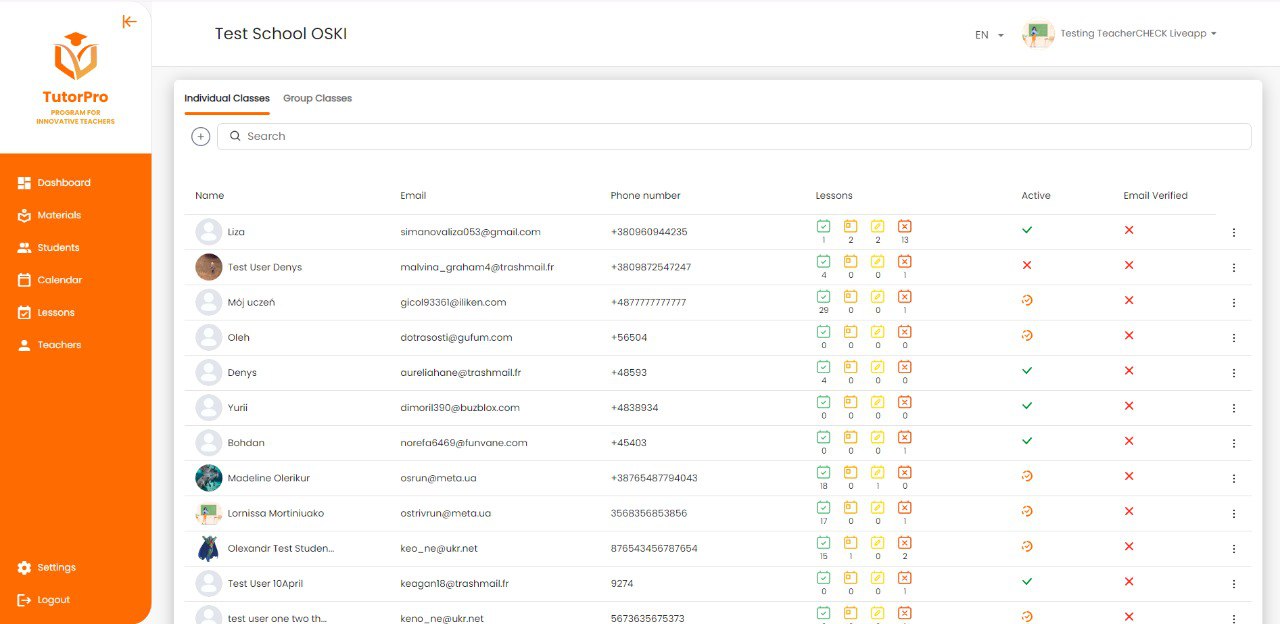 Test School OSKI
EN
Testing TeacherCHECK Liveapp
TutorPro
PROGRAM FOR
INNOVATIVE TEACHERS
Dashboard
Materials
Students
Calendar
Lessons
Teachers
Settings
Logout
Individual Classes Group Classes
Search
Name Email Phone number Lessons Active Email Verified
Liza simanovaliza053@gmail.com +380960944235 1 2 2 13
Test User Denys malvina_graham4@trashmail.fr +3809872547247 4 0 0 1
Mój uczeń gicol93361@iliken.com +4877777777777 29 0 0 1
Oleh dotrasosti@gufum.com +56504 0 0 0 0
Denys aureliahane@trashmail.fr +48593 4 0 0 0
Yurii dimoril390@buzblox.com +4838934 0 0 0 0
Bohdan norefa6469@funvane.com +45403 0 0 0 1
Madeline Olerikur osrun@meta.ua +38765487794043 18 0 1 0
Lornissa Mortiniuako ostrivrun@meta.ua 3568356853856 17 0 0 1
Olexandr Test Studen... keo_ne@ukr.net 876543456787654 15 1 0 2
Test User 10April keagan18@trashmail.fr 9274 0 0 0 1
test user one two th... keno_ne@ukr.net 5673635675373